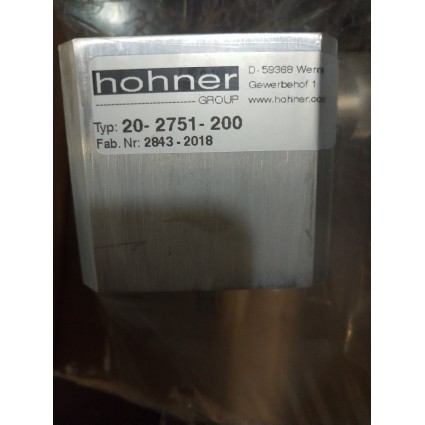 hohner
GROUP
D- 59368 Werne
Gewerbehof 1
www.hohner.com
Typ: 20- 2751- 200
Fab. Nr: 2843 - 2018